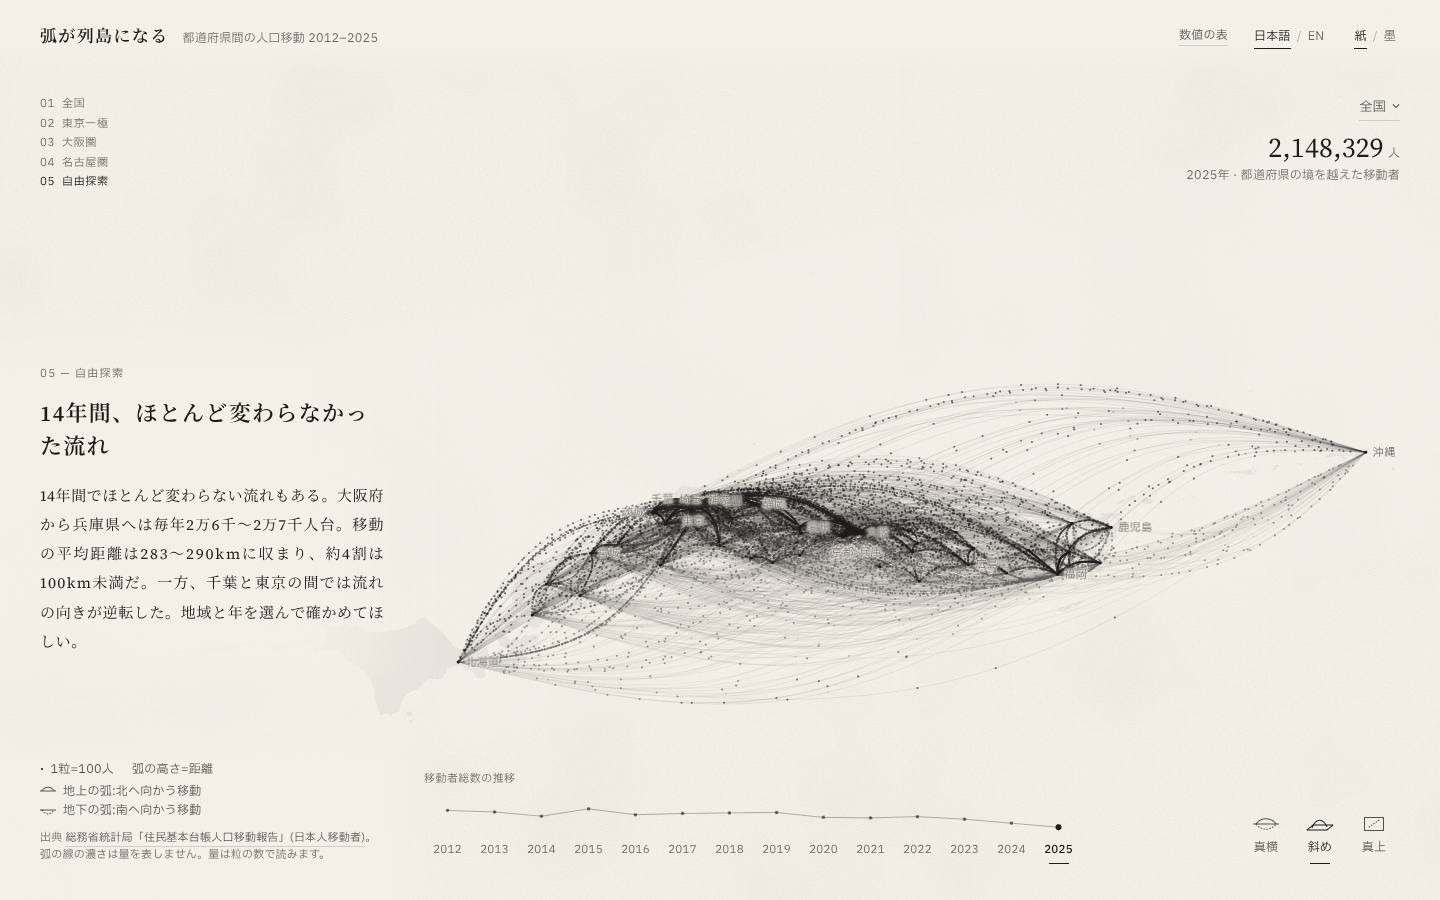 弧が列島になる 都道府県間の人口移動 2012–2025
数値の表 日本語 / EN 紙 / 墨
01 全国
02 東京一極
03 大阪圏
04 名古屋圏
05 自由探索
全国
2,148,329 人
2025年 · 都道府県の境を越えた移動者
05 — 自由探索
14年間、ほとんど変わらなかっ
た流れ
14年間でほとんど変わらない流れもある。大阪府
から兵庫県へは毎年2万6千〜2万7千人台。移動
の平均距離は283〜290kmに収まり、約4割は
100km未満だ。一方、千葉と東京の間では流れ
の向きが逆転した。地域と年を選んで確かめてほ
しい。
沖縄
鹿児島
福岡
千葉
北海道
・ 1粒=100人 弧の高さ=距離
地上の弧:北へ向かう移動
地下の弧:南へ向かう移動
出典 総務省統計局「住民基本台帳人口移動報告」(日本人移動者)。
弧の線の濃さは量を表しません。量は粒の数で読みます。
移動者総数の推移
2012 2013 2014 2015 2016 2017 2018 2019 2020 2021 2022 2023 2024 2025
真横 斜め 真上